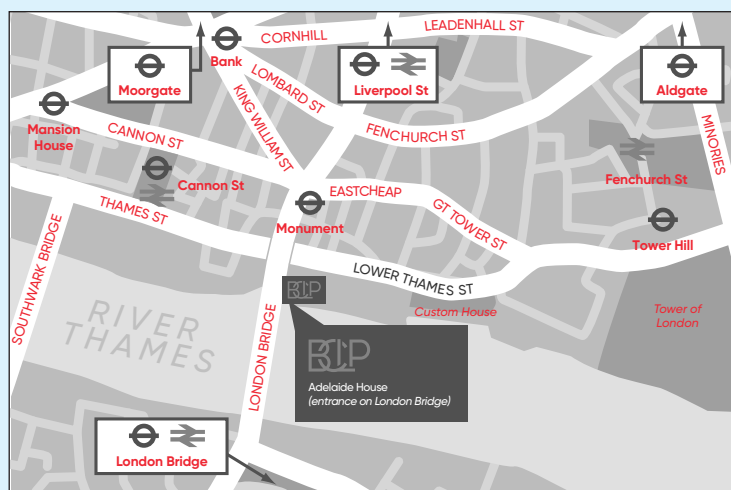 CORNHILL
LEADENHALL ST
Bank
Moorgate
Liverpool St
Aldgate
LOMBARD ST
KING WILLIAM ST
FENCHURCH ST
MINORIES
Mansion
House
CANNON ST
Cannon St
Fenchurch St
EASTCHEAP
Monument
GT TOWER ST
Tower Hill
THAMES ST
LOWER THAMES ST
SOUTHWARK BRIDGE
RIVER
THAMES
BCLP
Custom House
Tower of
London
LONDON BRIDGE
BCLP
Adelaide House
(entrance on London Bridge)
London Bridge